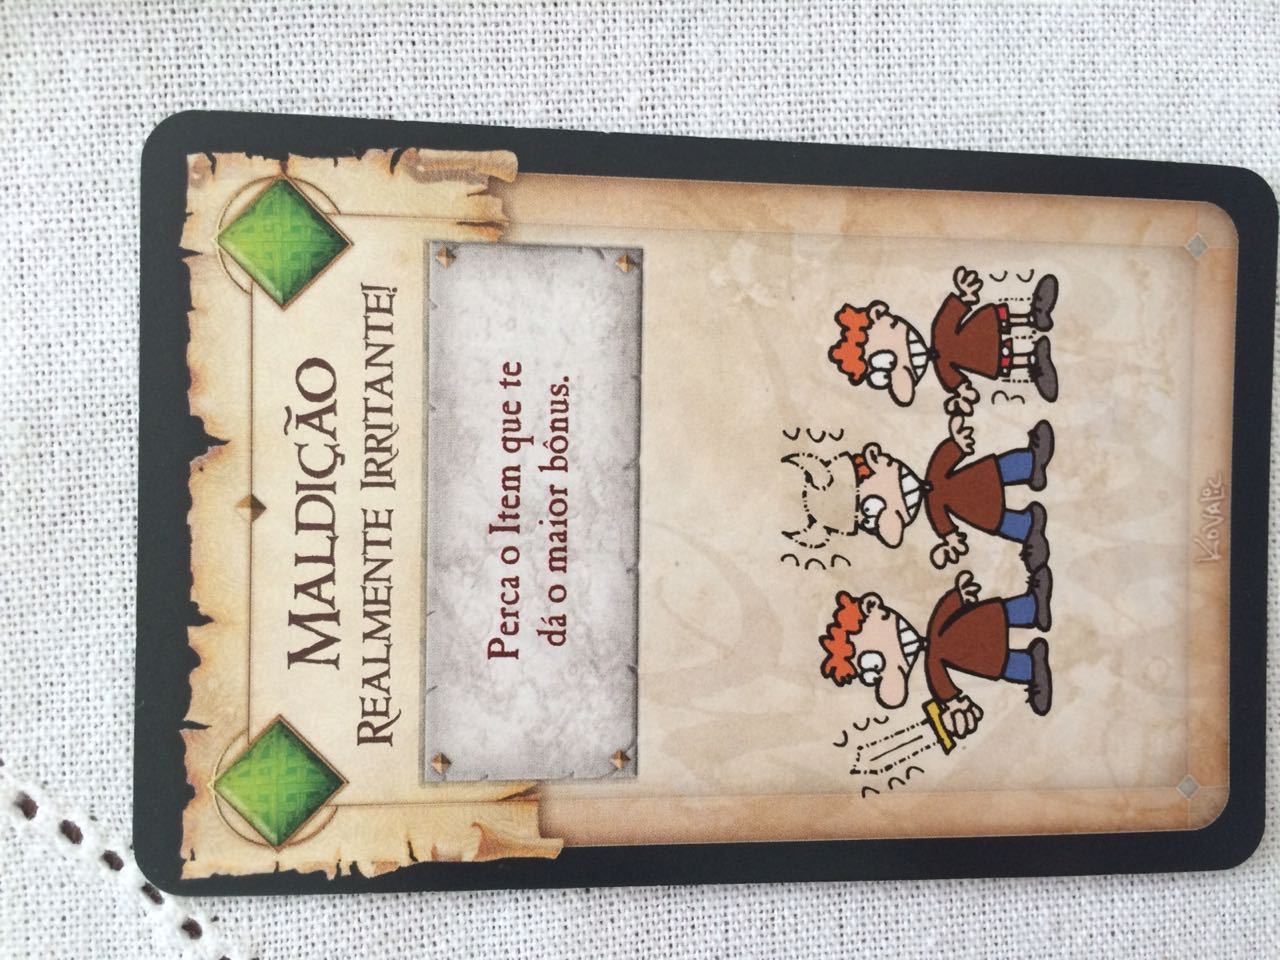 Maldição
Realmente Irritante!
Perca o Item que te
dá o maior bônus.
Kovalic